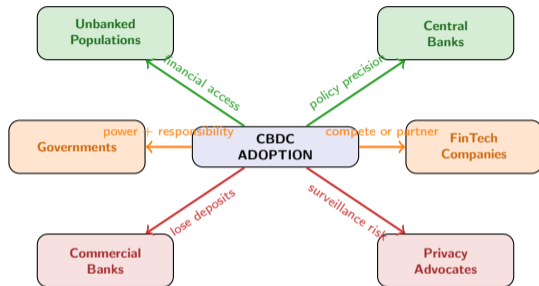 Unbanked
Populations
Central
Banks
financial access
policy precision
Governments
power + responsibility
CBDC
ADOPTION
compete or partner
FinTech
Companies
lose deposits
surveillance risk
Commercial
Banks
Privacy
Advocates